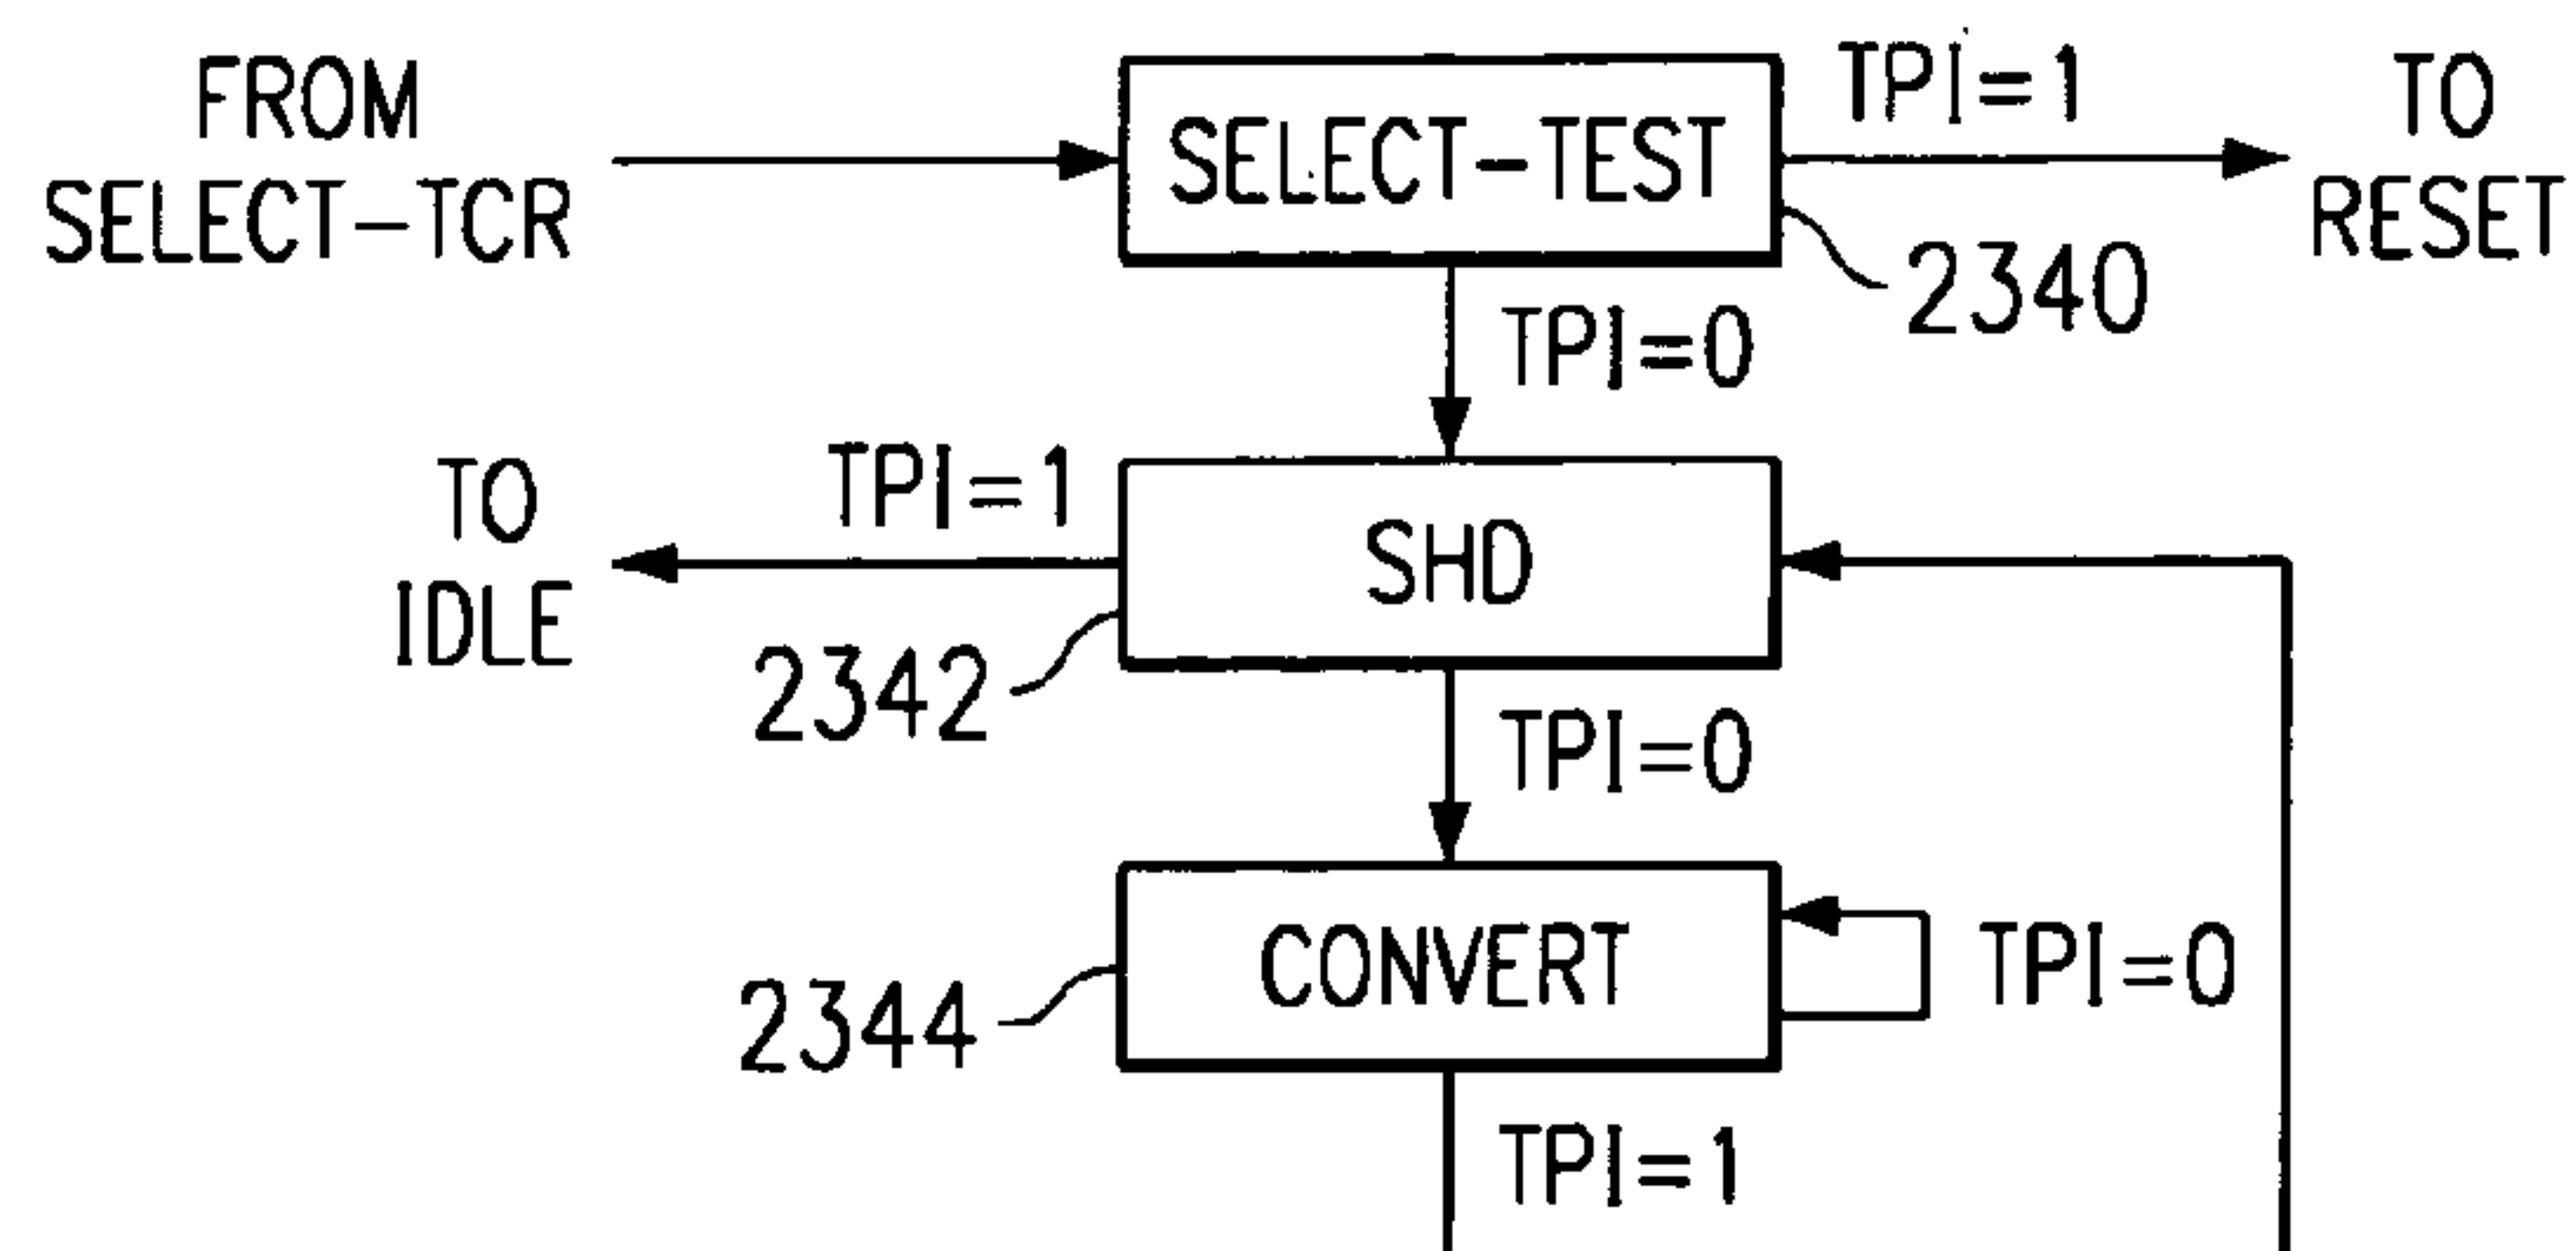 FROM
SELECT-TCR
SELECT-TEST
TPI=1
TO
RESET
2340
TPI=0
TO
IDLE
TPI=1
SHD
2342
TPI=0
CONVERT
TPI=0
2344
TPI=1